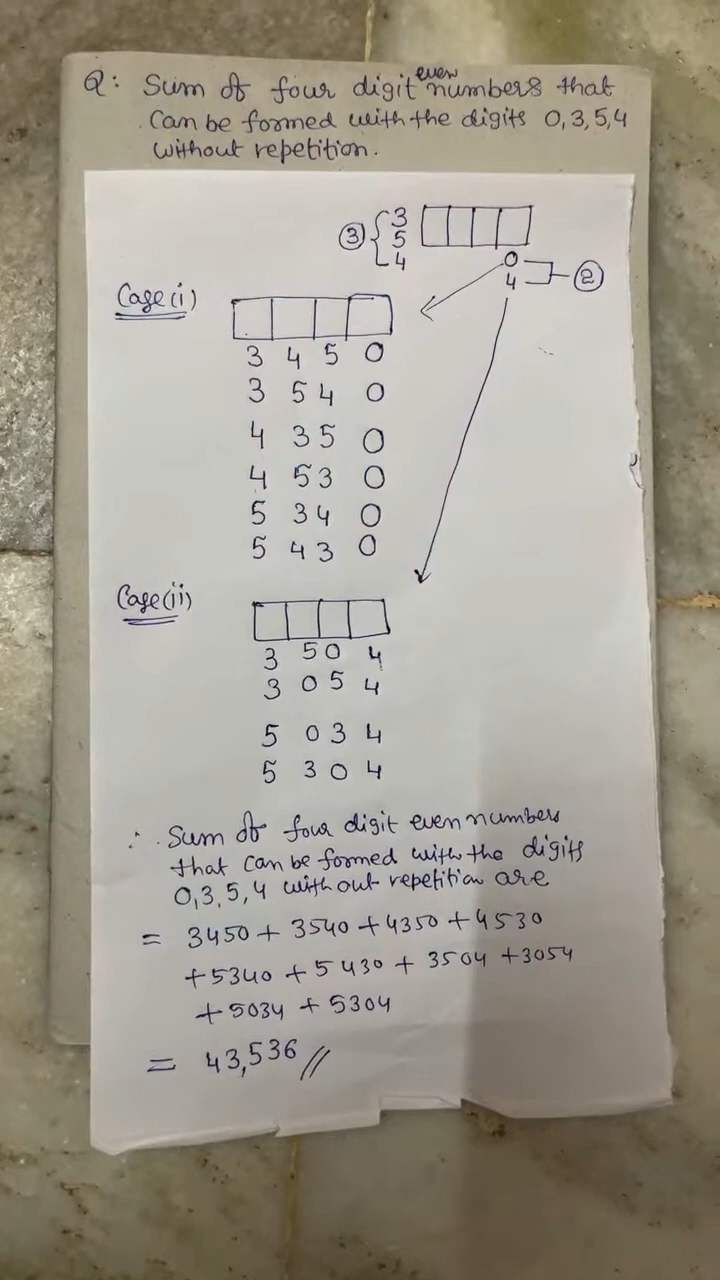 Q: Sum of four digit even numbers that
can be formed with the digits 0,3,5,4
without repetition.
③ { 3
5
4
0
4 ②
Case(i)
3 4 5 0
3 5 4 0
4 3 5 0
4 5 3 0
5 3 4 0
5 4 3 0
Case(ii)
3 5 0 4
3 0 5 4
5 0 3 4
5 3 0 4
∴ Sum of four digit even numbers
that can be formed with the digits
0,3,5,4 with out repetition are
= 3450 + 3540 + 4350 + 4530
+ 5340 + 5430 + 3504 + 3054
+ 5034 + 5304
= 43,536 //